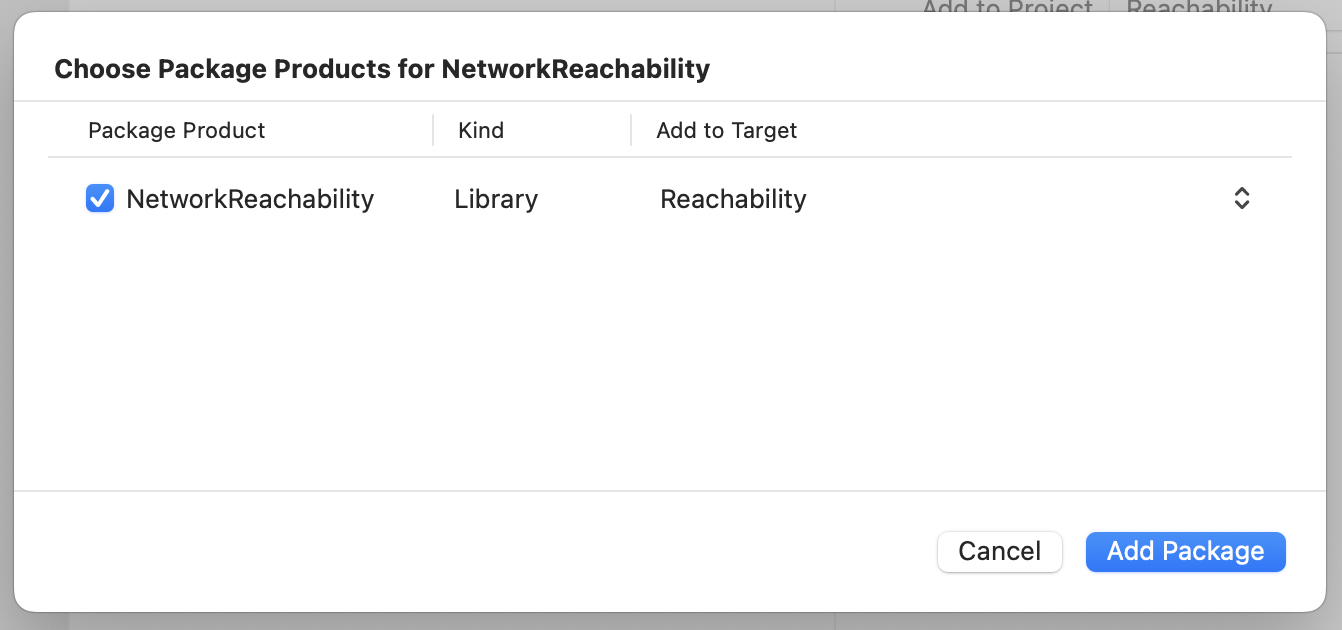 Add to Project Reachability
Choose Package Products for NetworkReachability
Package Product Kind Add to Target
NetworkReachability Library Reachability
Cancel Add Package